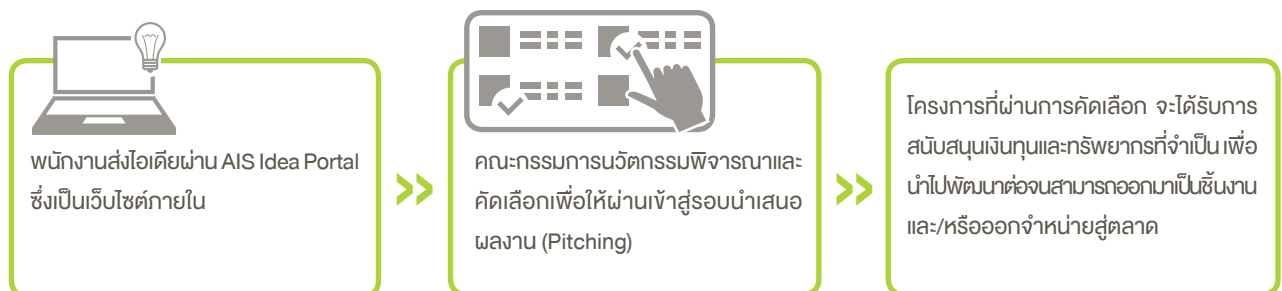 พนักงานส่งไอเดียผ่าน AIS Idea Portal
ซึ่งเป็นเว็บไซต์ภายใน
คณะกรรมการนวัตกรรมพิจารณาและ
คัดเลือกเพื่อให้ผ่านเข้าสู่รอบนำเสนอ
ผลงาน (Pitching)
โครงการที่ผ่านการคัดเลือก จะได้รับการ
สนับสนุนเงินทุนและทรัพยากรที่จำเป็น เพื่อ
นำไปพัฒนาต่อจนสามารถออกมาเป็นชิ้นงาน
และ/หรือออกจำหน่ายสู่ตลาด